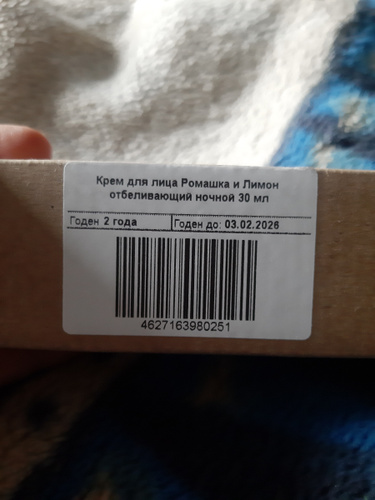 Крем для лица Ромашка и Лимон
отбеливающий ночной 30 мл
Годен 2 года Годен до: 03.02.2026
4627163980251